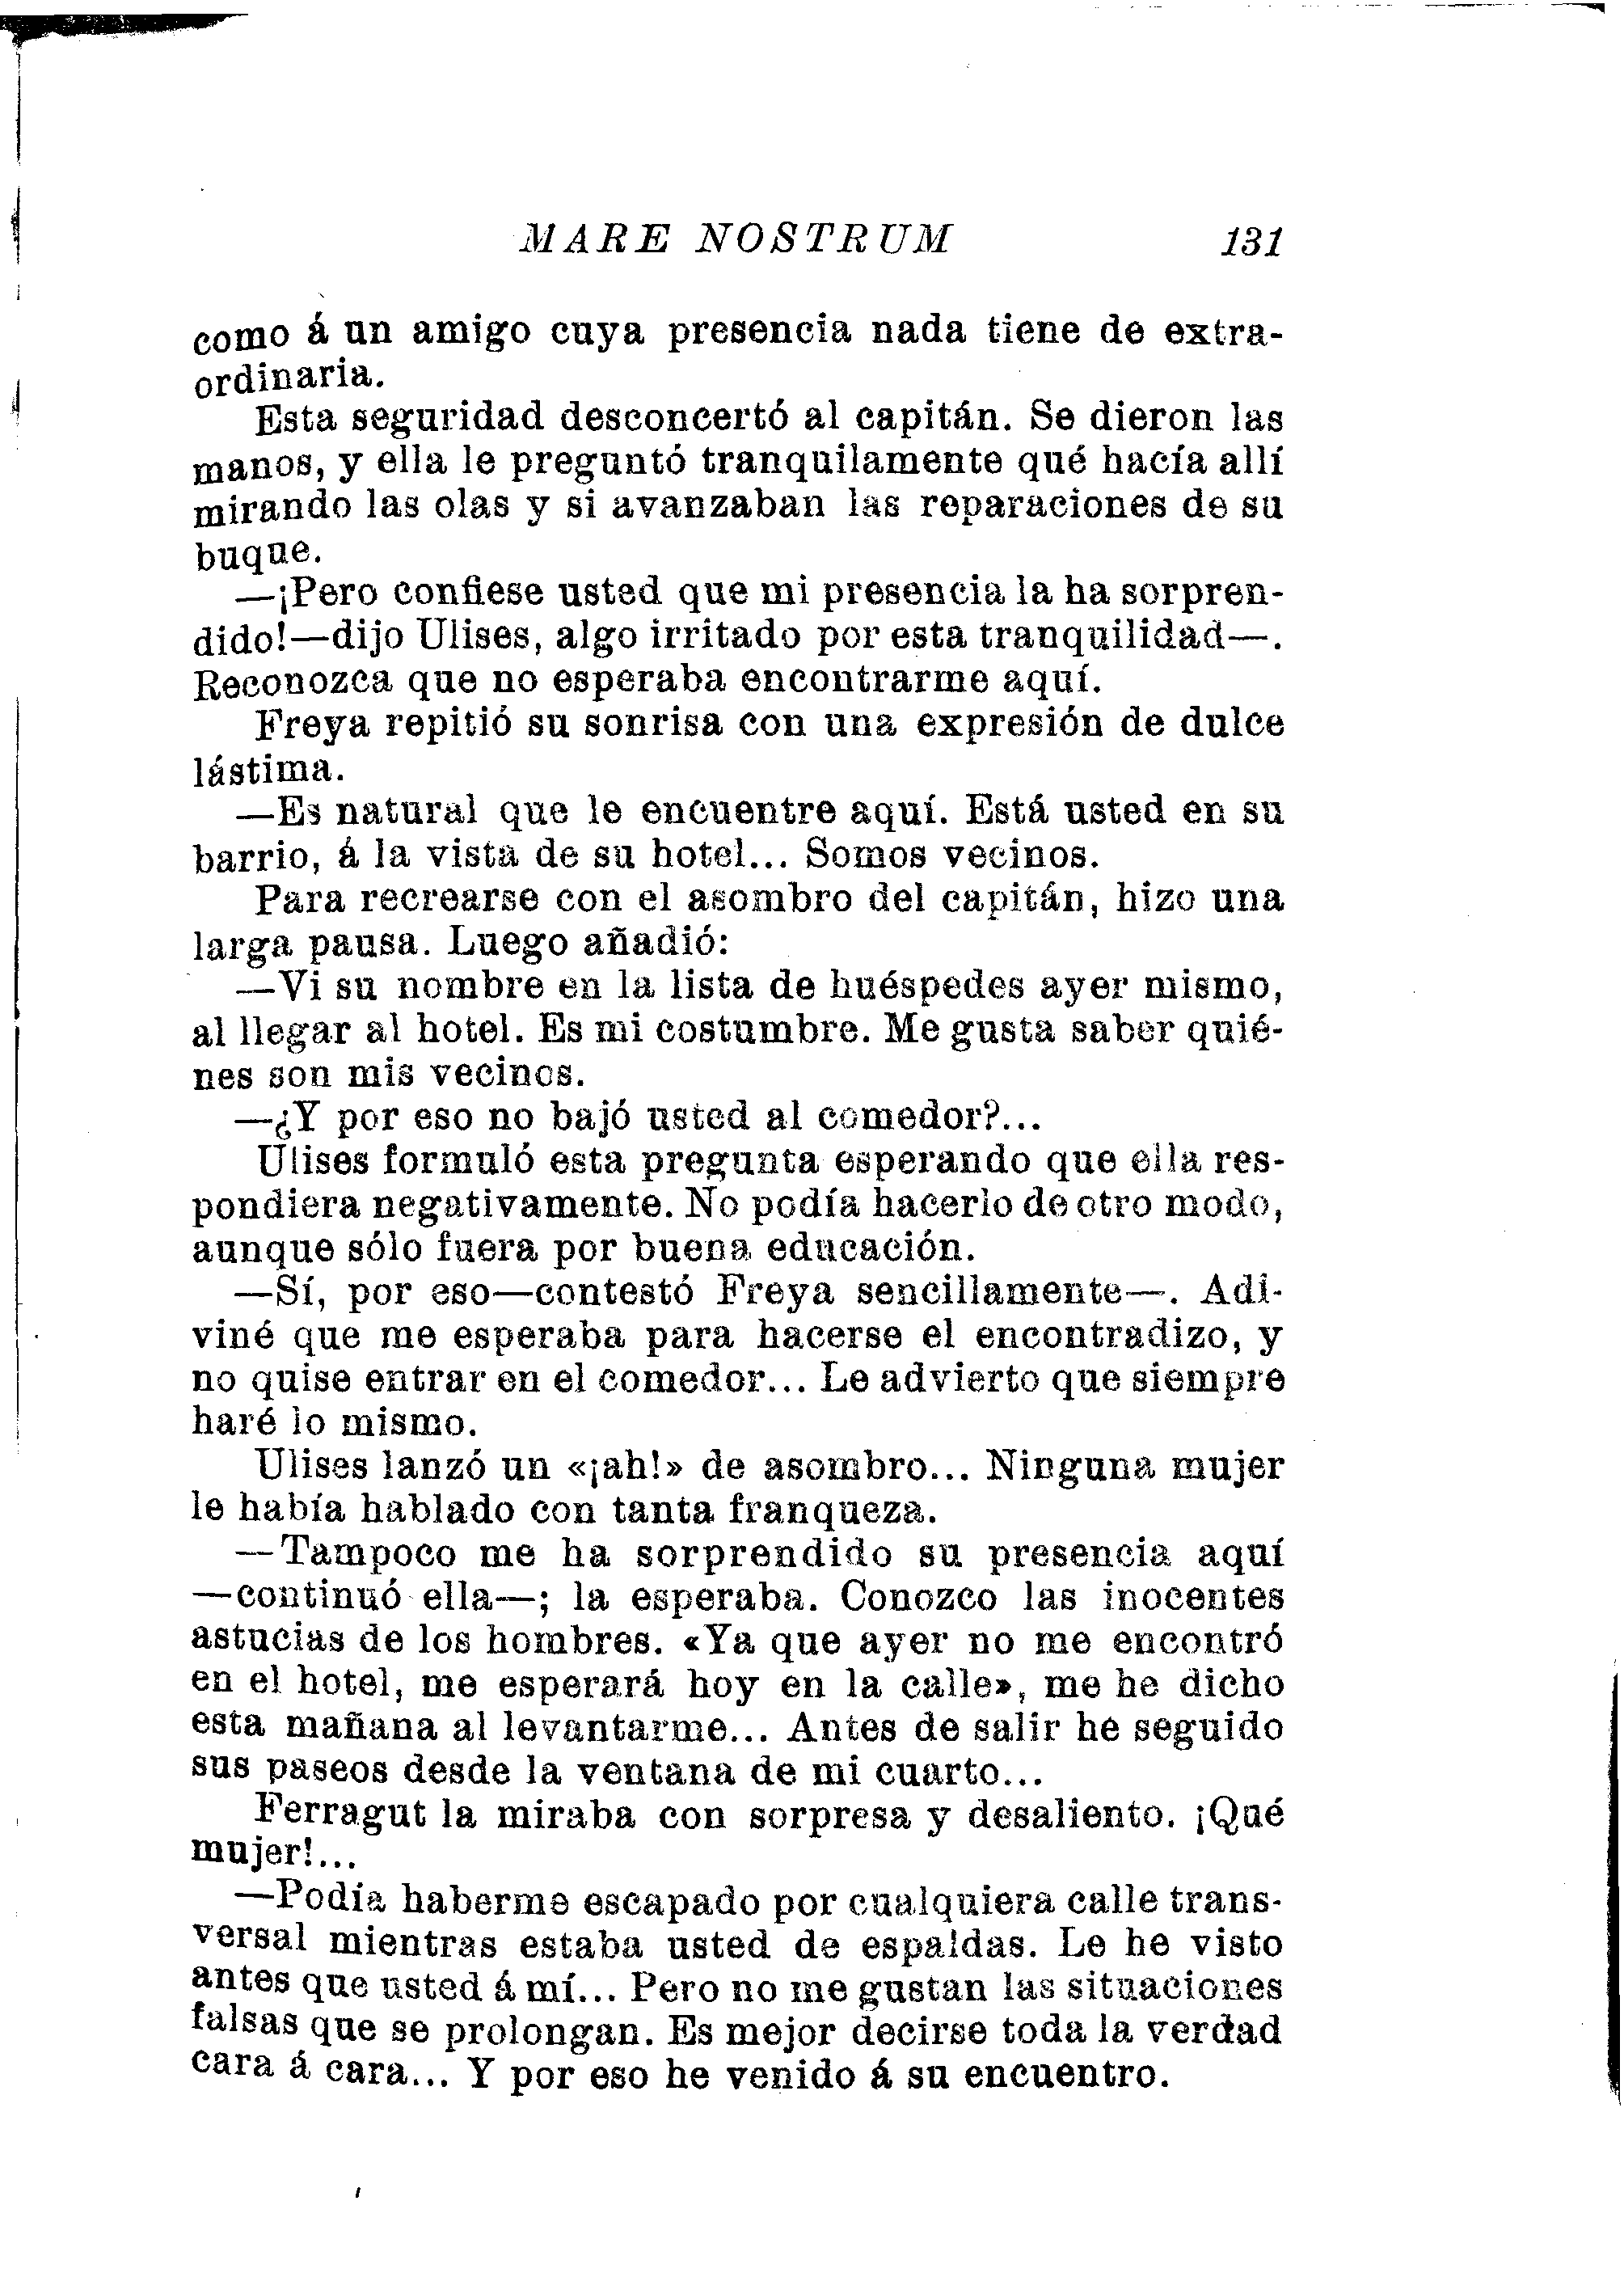 MARE NOSTRUM 131
como á un amigo cuya presencia nada tiene de extra-
ordinaria.
Esta seguridad desconcertó al capitán. Se dieron las
manos, y ella le preguntó tranquilamente qué hacía allí
mirando las olas y si avanzaban las reparaciones de su
buque.
—¡Pero confiese usted que mi presencia la ha sorpren-
dido!—dijo Ulises, algo irritado por esta tranquilidad—.
Reconozca que no esperaba encontrarme aquí.
Freya repitió su sonrisa con una expresión de dulce
lástima.
—Es natural que le encuentre aquí. Está usted en su
barrio, á la vista de su hotel... Somos vecinos.
Para recrearse con el asombro del capitán, hizo una
larga pausa. Luego añadió:
—Vi su nombre en la lista de huéspedes ayer mismo,
al llegar al hotel. Es mi costumbre. Me gusta saber quié-
nes son mis vecinos.
—¿Y por eso no bajó usted al comedor?...
Ulises formuló esta pregunta esperando que ella res-
pondiera negativamente. No podía hacerlo de otro modo,
aunque sólo fuera por buena educación.
—Sí, por eso—contestó Freya sencillamente—. Adi-
viné que me esperaba para hacerse el encontradizo, y
no quise entrar en el comedor... Le advierto que siempre
haré lo mismo.
Ulises lanzó un «¡ah!» de asombro... Ninguna mujer
le había hablado con tanta franqueza.
—Tampoco me ha sorprendido su presencia aquí
—continuó ella—; la esperaba. Conozco las inocentes
astucias de los hombres. «Ya que ayer no me encontró
en el hotel, me esperará hoy en la calle», me he dicho
esta mañana al levantarme... Antes de salir he seguido
sus paseos desde la ventana de mi cuarto...
Ferragut la miraba con sorpresa y desaliento. ¡Qué
mujer!...
—Podía haberme escapado por cualquiera calle trans-
versal mientras estaba usted de espaldas. Le he visto
antes que usted á mí... Pero no me gustan las situaciones
falsas que se prolongan. Es mejor decirse toda la verdad
cara á cara... Y por eso he venido á su encuentro.